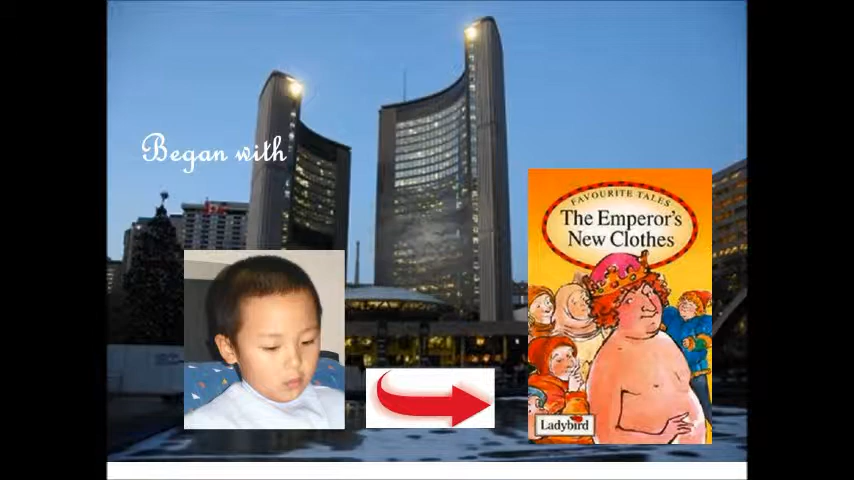 Began with
FAVOURITE TALES
The Emperor's
New Clothes
Ladybird